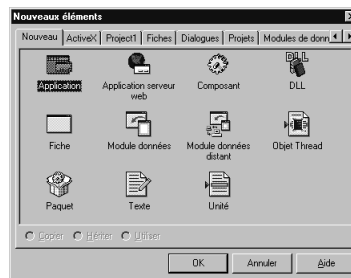 Nouveaux éléments
Nouveau ActiveX Project1 Fiches Dialogues Projets Modules de donn
Application Application serveur web Composant DLL
Fiche Module données Module données distant Objet Thread
Paquet Texte Unité
Copier Hériter Utiliser
OK Annuler Aide